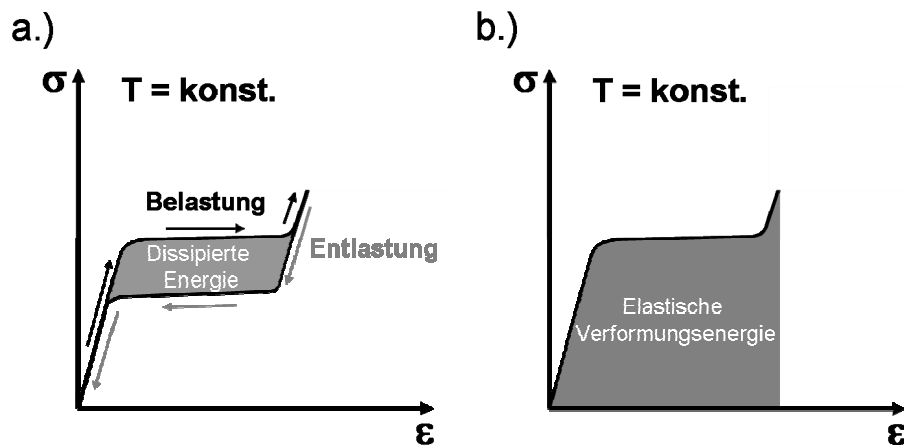 a.)
σ
T = konst.
Belastung
Dissipierte
Energie
Entlastung
ε
b.)
σ
T = konst.
Elastische
Verformungsenergie
ε